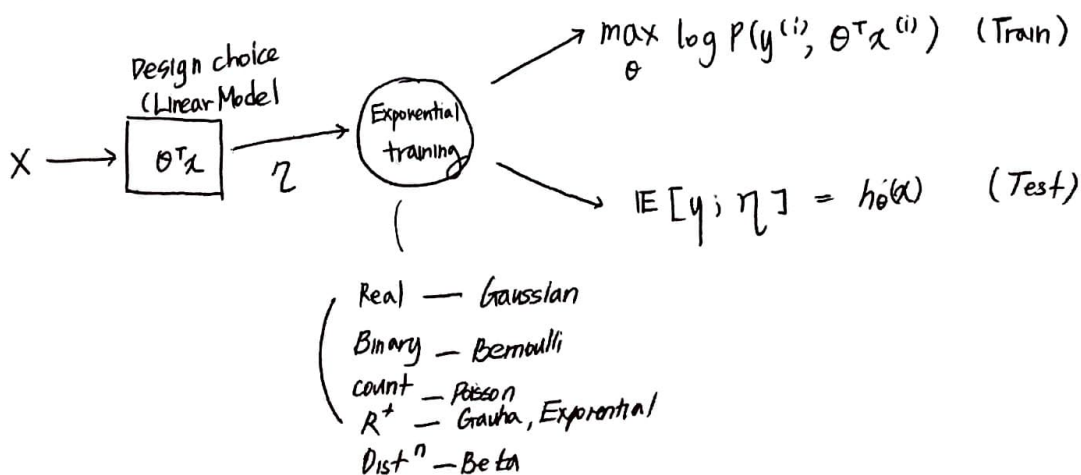 Design choice
(Linear Model
X
θᵀx
η
Exponential
training
max log P(y⁽ⁱ⁾, θᵀx⁽ⁱ⁾) (Train)
θ
𝔼 [y; η] = hθ(x) (Test)
Real — Gaussian
Binary — Bernoulli
count — Poisson
R⁺ — Gauha, Exponential
Distⁿ — Beta